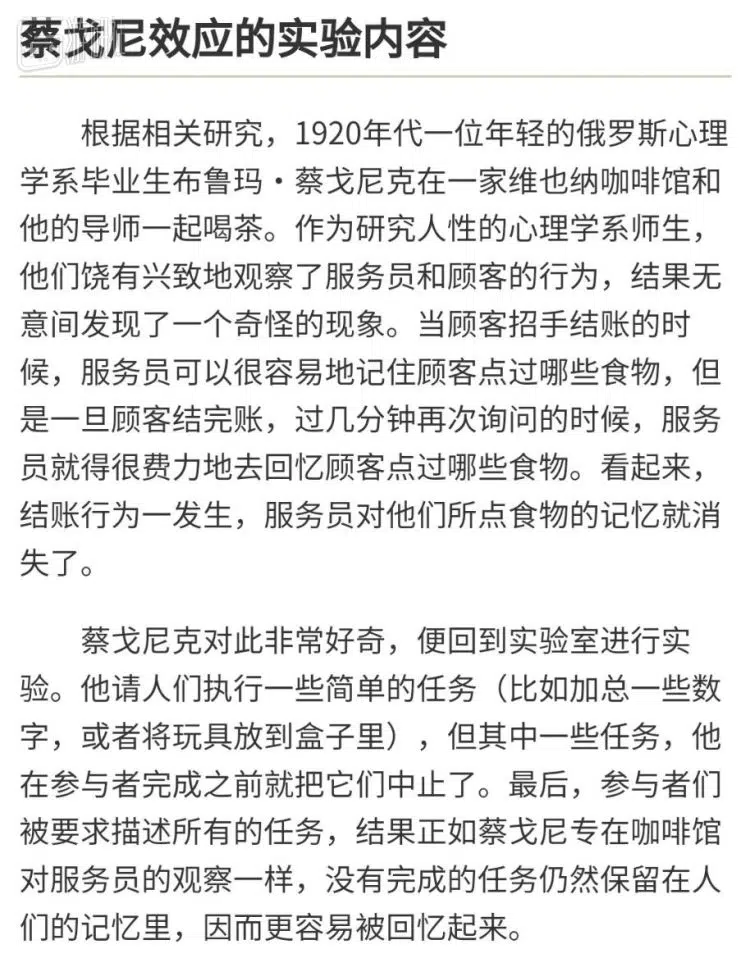 蔡戈尼效应的实验内容
根据相关研究，1920年代一位年轻的俄罗斯心理
学系毕业生布鲁玛·蔡戈尼克在一家维也纳咖啡馆和
他的导师一起喝茶。作为研究人性的心理学系师生，
他们饶有兴致地观察了服务员和顾客的行为，结果无
意间发现了一个奇怪的现象。当顾客招手结账的时
候，服务员可以很容易地记住顾客点过哪些食物，但
是一旦顾客结完账，过几分钟再次询问的时候，服务
员就得很费力地去回忆顾客点过哪些食物。看起来，
结账行为一发生，服务员对他们所点食物的记忆就消
失了。
蔡戈尼克对此非常好奇，便回到实验室进行实
验。他请人们执行一些简单的任务（比如加总一些数
字，或者将玩具放到盒子里），但其中一些任务，他
在参与者完成之前就把它们中止了。最后，参与者们
被要求描述所有的任务，结果正如蔡戈尼专在咖啡馆
对服务员的观察一样，没有完成的任务仍然保留在人
们的记忆里，因而更容易被回忆起来。